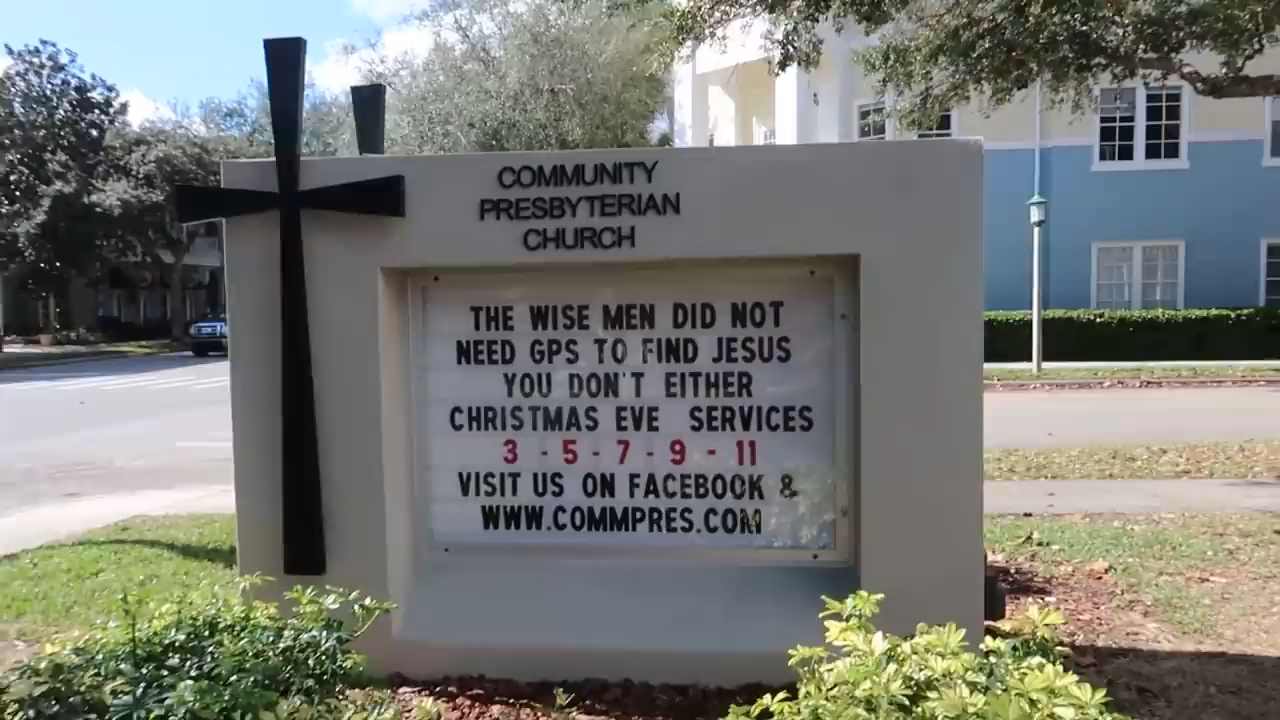 COMMUNITY
PRESBYTERIAN
CHURCH
THE WISE MEN DID NOT
NEED GPS TO FIND JESUS
YOU DON'T EITHER
CHRISTMAS EVE SERVICES
3 - 5 - 7 - 9 - 11
VISIT US ON FACEBOOK &
WWW.COMMPRES.COM